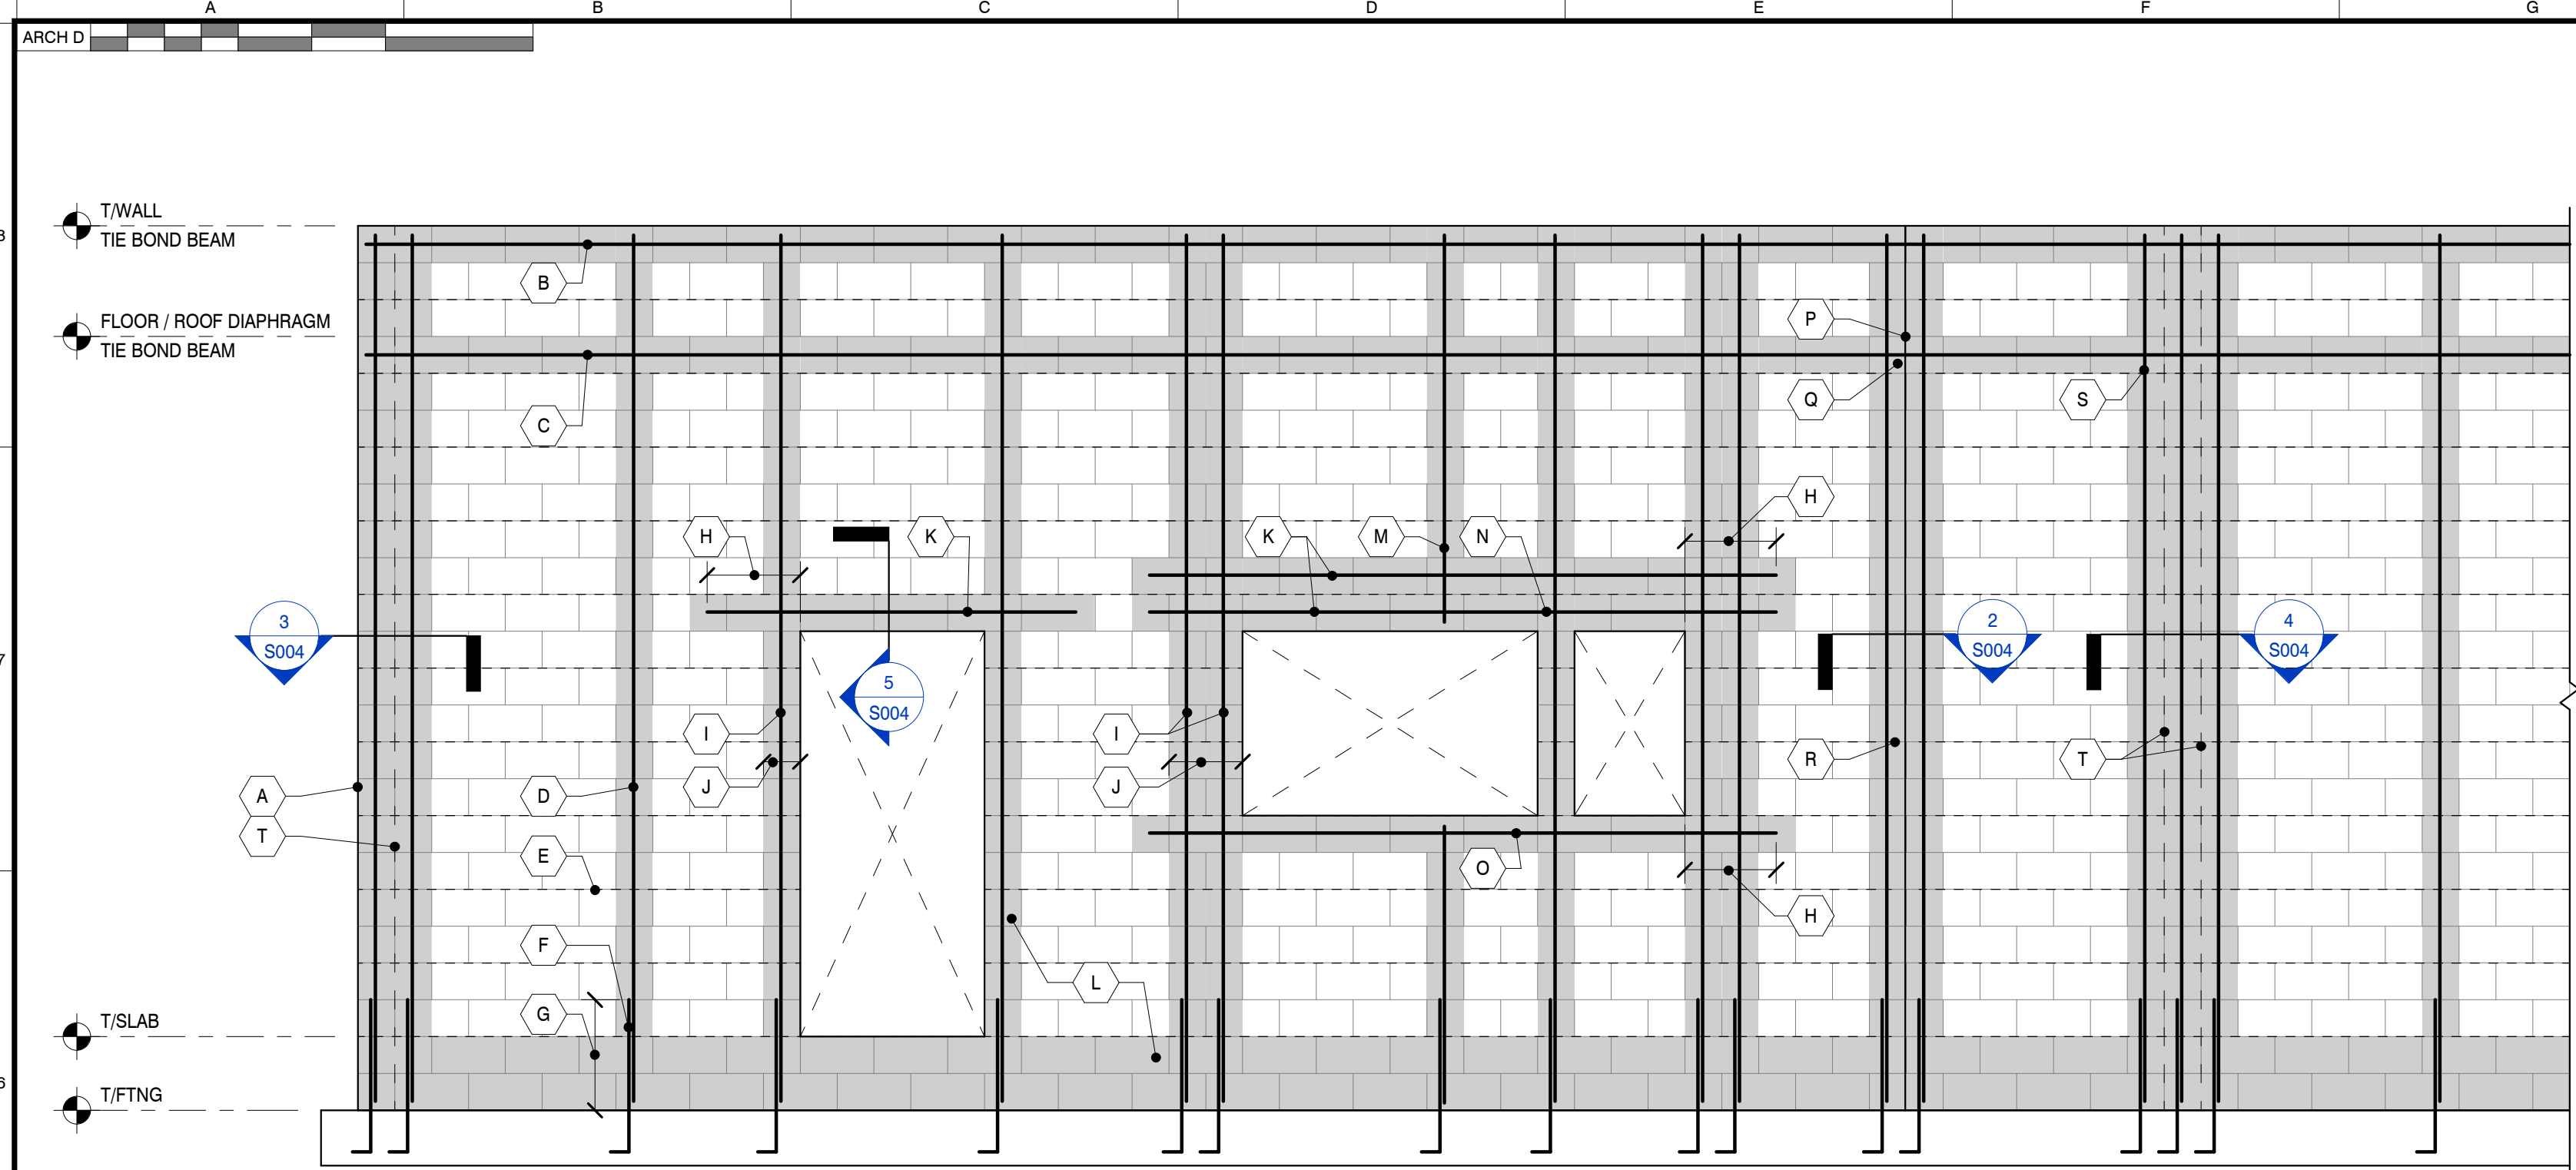 A B C D E F G
ARCH D
T/WALL
TIE BOND BEAM
B
FLOOR / ROOF DIAPHRAGM
TIE BOND BEAM
P
C
Q
S
H
K
K
M
N
H
3
S004
2
S004
4
S004
5
S004
I
I
J
J
R
T
A
D
T
E
O
H
F
L
G
T/SLAB
T/FTNG